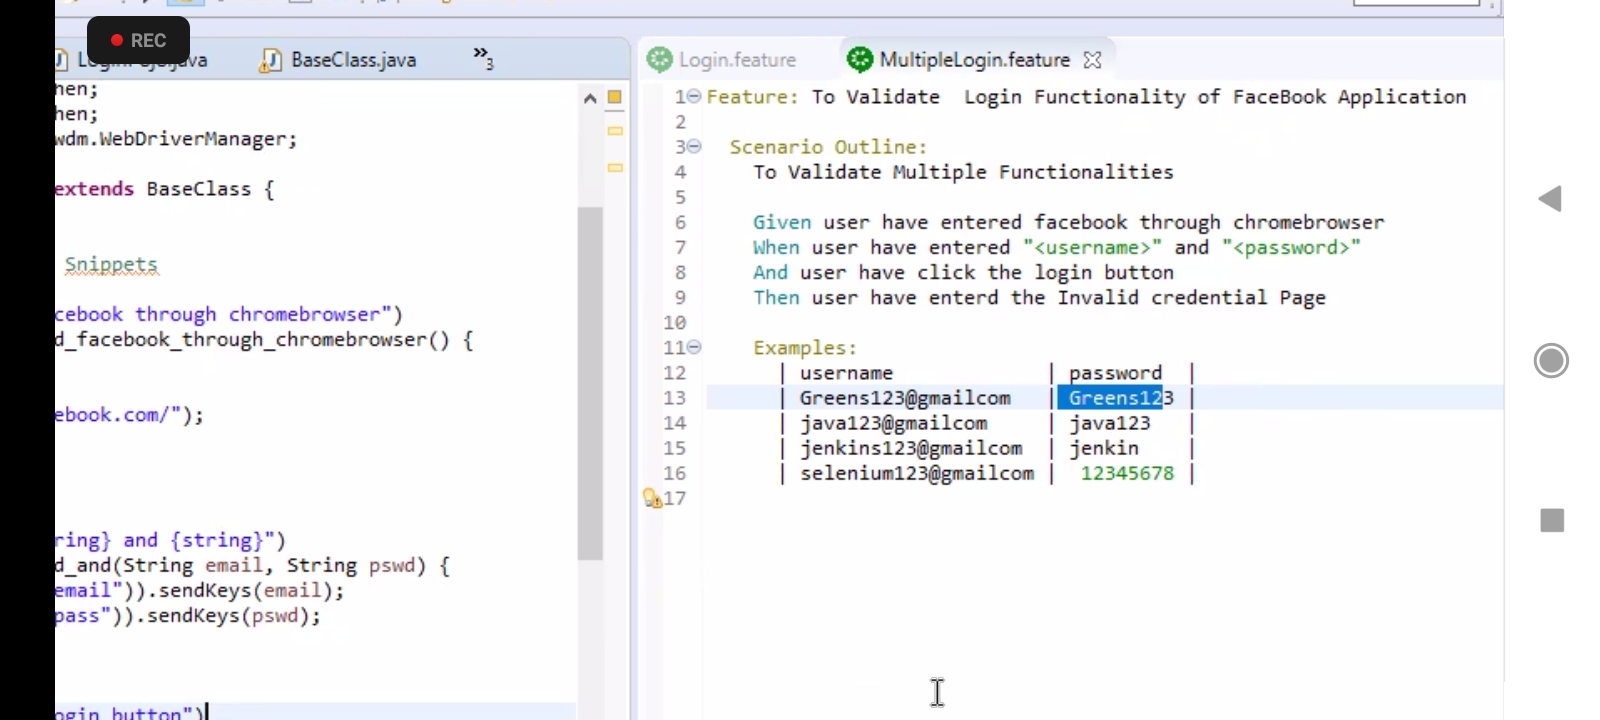 REC
BaseClass.java
»3
hen;
hen;
wdm.WebDriverManager;
extends BaseClass {
Snippets
cebook through chromebrowser")
d_facebook_through_chromebrowser() {
ebook.com/");
ring} and {string}")
d_and(String email, String pswd) {
email")).sendKeys(email);
pass")).sendKeys(pswd);
ogin button")
Login.feature
MultipleLogin.feature
1 Feature: To Validate  Login Functionality of FaceBook Application
2
3 Scenario Outline:
4 To Validate Multiple Functionalities
5
6 Given user have entered facebook through chromebrowser
7 When user have entered "<username>" and "<password>"
8 And user have click the login button
9 Then user have enterd the Invalid credential Page
10
11 Examples:
12 | username | password |
13 | Greens123@gmailcom | Greens123 |
14 | java123@gmailcom | java123 |
15 | jenkins123@gmailcom | jenkin |
16 | selenium123@gmailcom | 12345678 |
17